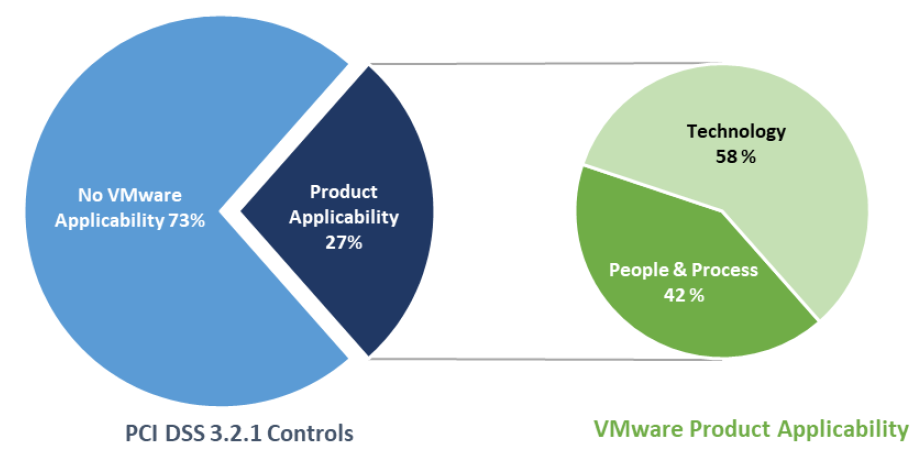 No VMware
Applicability 73%
Product
Applicability
27%
Technology
58 %
People & Process
42 %
PCI DSS 3.2.1 Controls
VMware Product Applicability